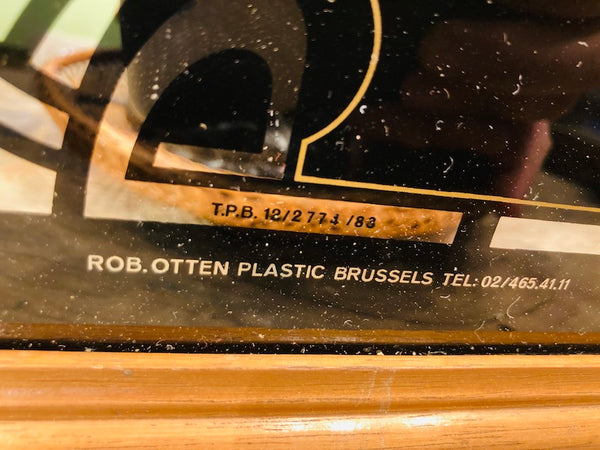 T.P.B. 12/2774/83
ROB.OTTEN PLASTIC BRUSSELS TEL: 02/465.41.11